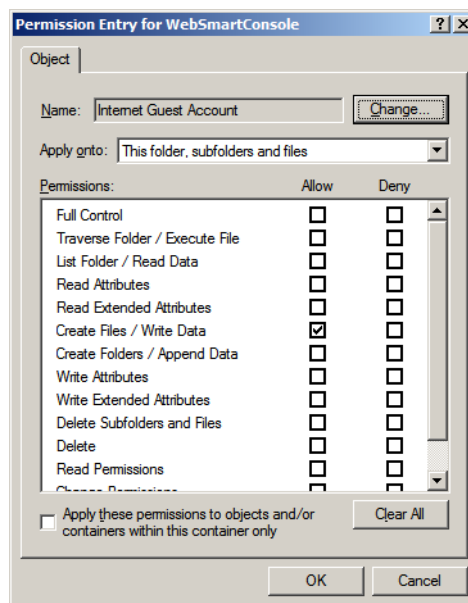 Permission Entry for WebSmartConsole
Object
Name: Internet Guest Account Change...
Apply onto: This folder, subfolders and files
Permissions: Allow Deny
Full Control
Traverse Folder / Execute File
List Folder / Read Data
Read Attributes
Read Extended Attributes
Create Files / Write Data
Create Folders / Append Data
Write Attributes
Write Extended Attributes
Delete Subfolders and Files
Delete
Read Permissions
Change Permissions
Apply these permissions to objects and/or
containers within this container only
Clear All
OK Cancel